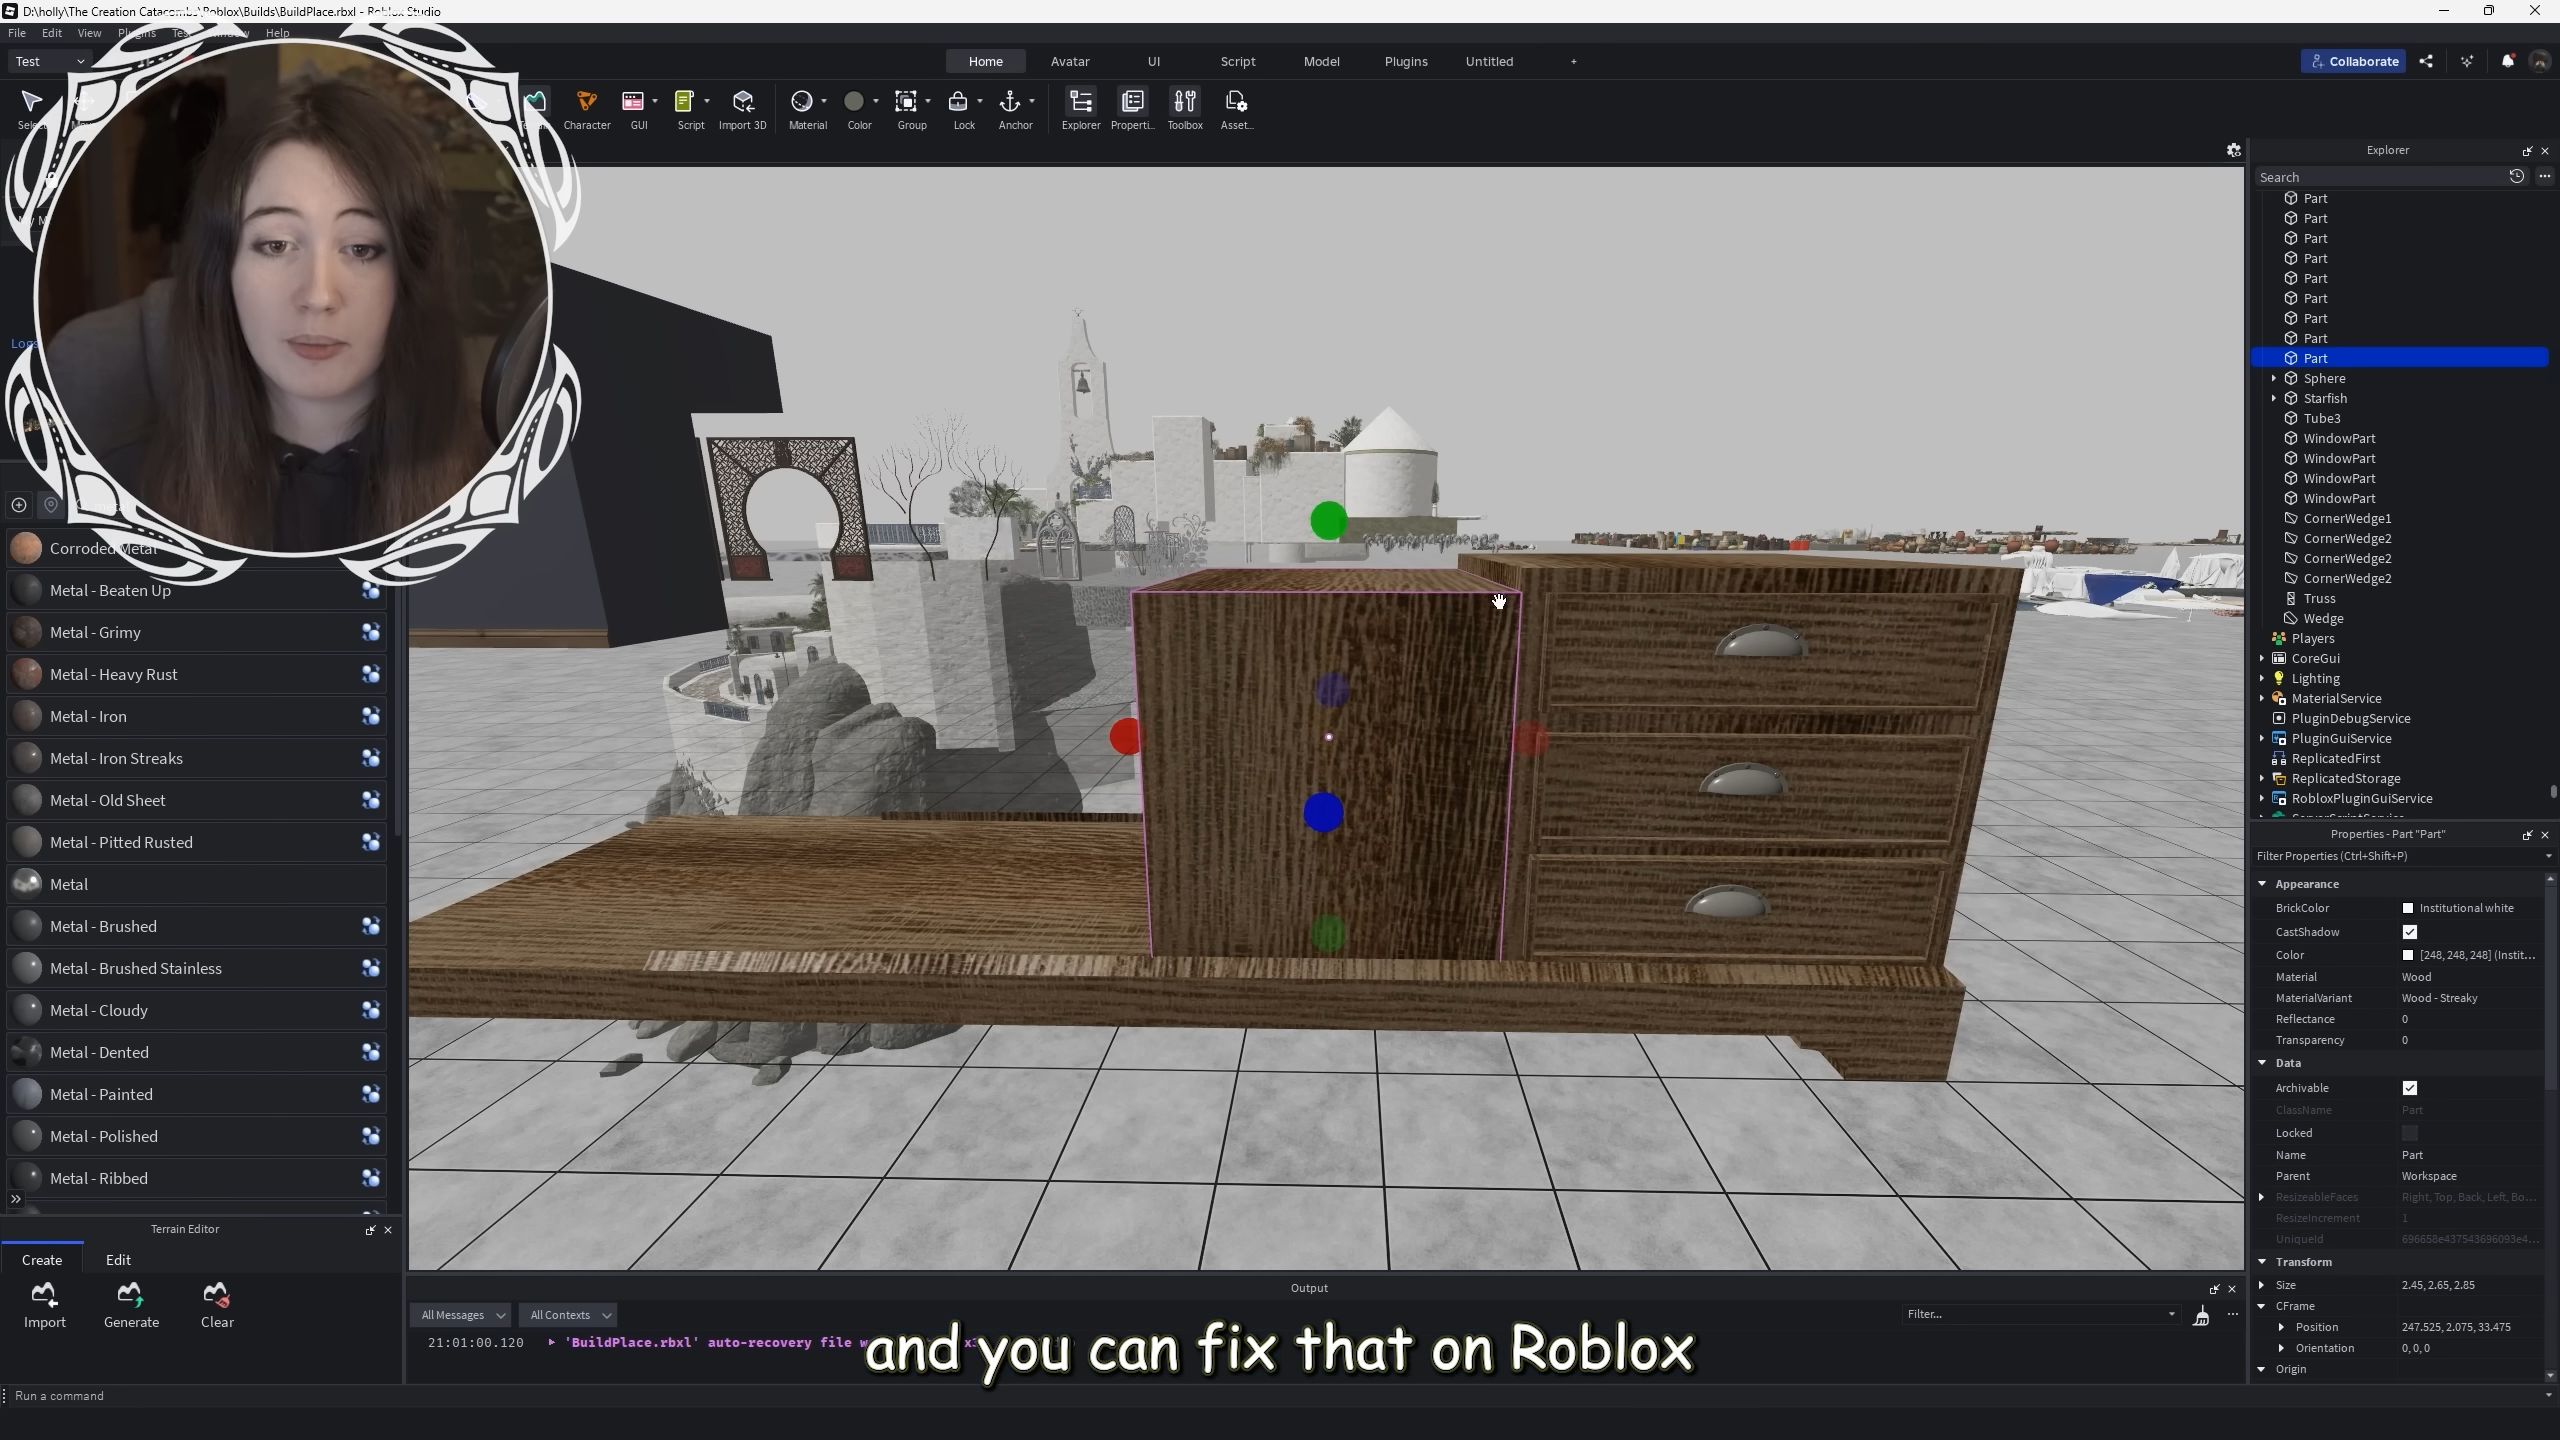 D:\holly\The Creation Catacombs\Roblox\Builds\BuildPlace.rbxl - Roblox Studio
File Edit View Plugins Test Window Help
Test
Home Avatar UI Script Model Plugins Untitled +
Collaborate
Character GUI Script Import 3D Material Color Group Lock Anchor Explorer Properti... Toolbox Asset...
Explorer
Search
Part
Part
Part
Part
Part
Part
Part
Part
Part
Sphere
Starfish
Tube3
WindowPart
WindowPart
WindowPart
WindowPart
CornerWedge1
CornerWedge2
CornerWedge2
CornerWedge2
Truss
Wedge
Players
CoreGui
Lighting
MaterialService
PluginDebugService
PluginGuiService
ReplicatedFirst
ReplicatedStorage
RobloxPluginGuiService
Corroded Metal
Metal - Beaten Up
Metal - Grimy
Metal - Heavy Rust
Metal - Iron
Metal - Iron Streaks
Metal - Old Sheet
Metal - Pitted Rusted
Metal
Metal - Brushed
Metal - Brushed Stainless
Metal - Cloudy
Metal - Dented
Metal - Painted
Metal - Polished
Metal - Ribbed
Terrain Editor
Create Edit
Import Generate Clear
Properties - Part "Part"
Filter Properties (Ctrl+Shift+P)
Appearance
BrickColor Institutional white
CastShadow
Color [248, 248, 248] (Instit...
Material Wood
MaterialVariant Wood - Streaky
Reflectance 0
Transparency 0
Data
Archivable
ClassName Part
Locked
Name Part
Parent Workspace
ResizeableFaces Right, Top, Back, Left, Bo...
ResizeIncrement 1
UniqueId 696658e437543696093e4...
Transform
Size 2.45, 2.65, 2.85
CFrame
Position 247.525, 2.075, 33.475
Orientation 0, 0, 0
Origin
Output
All Messages All Contexts Filter...
21:01:00.120 'BuildPlace.rbxl' auto-recovery file
and you can fix that on Roblox
Run a command